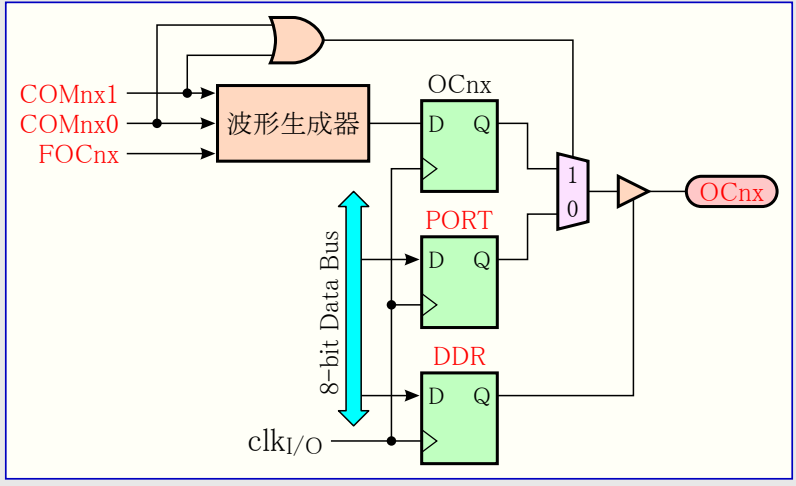 COMnx1
COMnx0
FOCnx
波形生成器
OCnx
D Q
PORT
D Q
DDR
D Q
1
0
OCnx
8-bit Data Bus
clkI/O